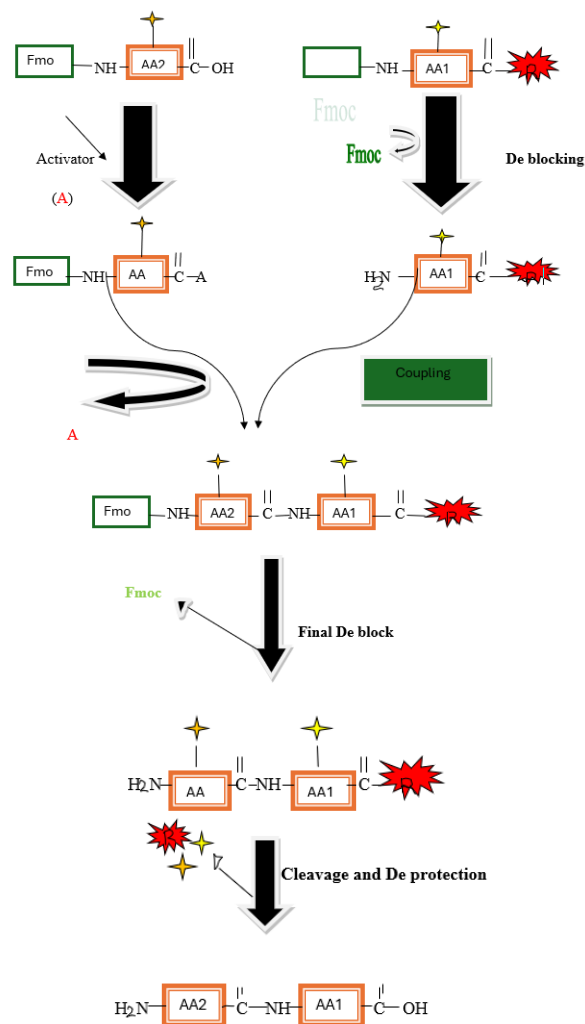 Fmo NH AA2 C OH
NH AA1 C R
Fmoc
Fmoc
Activator
De blocking
(A)
Fmo NH AA C A
H2N AA1 C R
Coupling
A
Fmo NH AA2 C NH AA1 C R
Fmoc
Final De block
H2N AA C NH AA1 C R
R
Cleavage and De protection
H2N AA2 C NH AA1 C OH